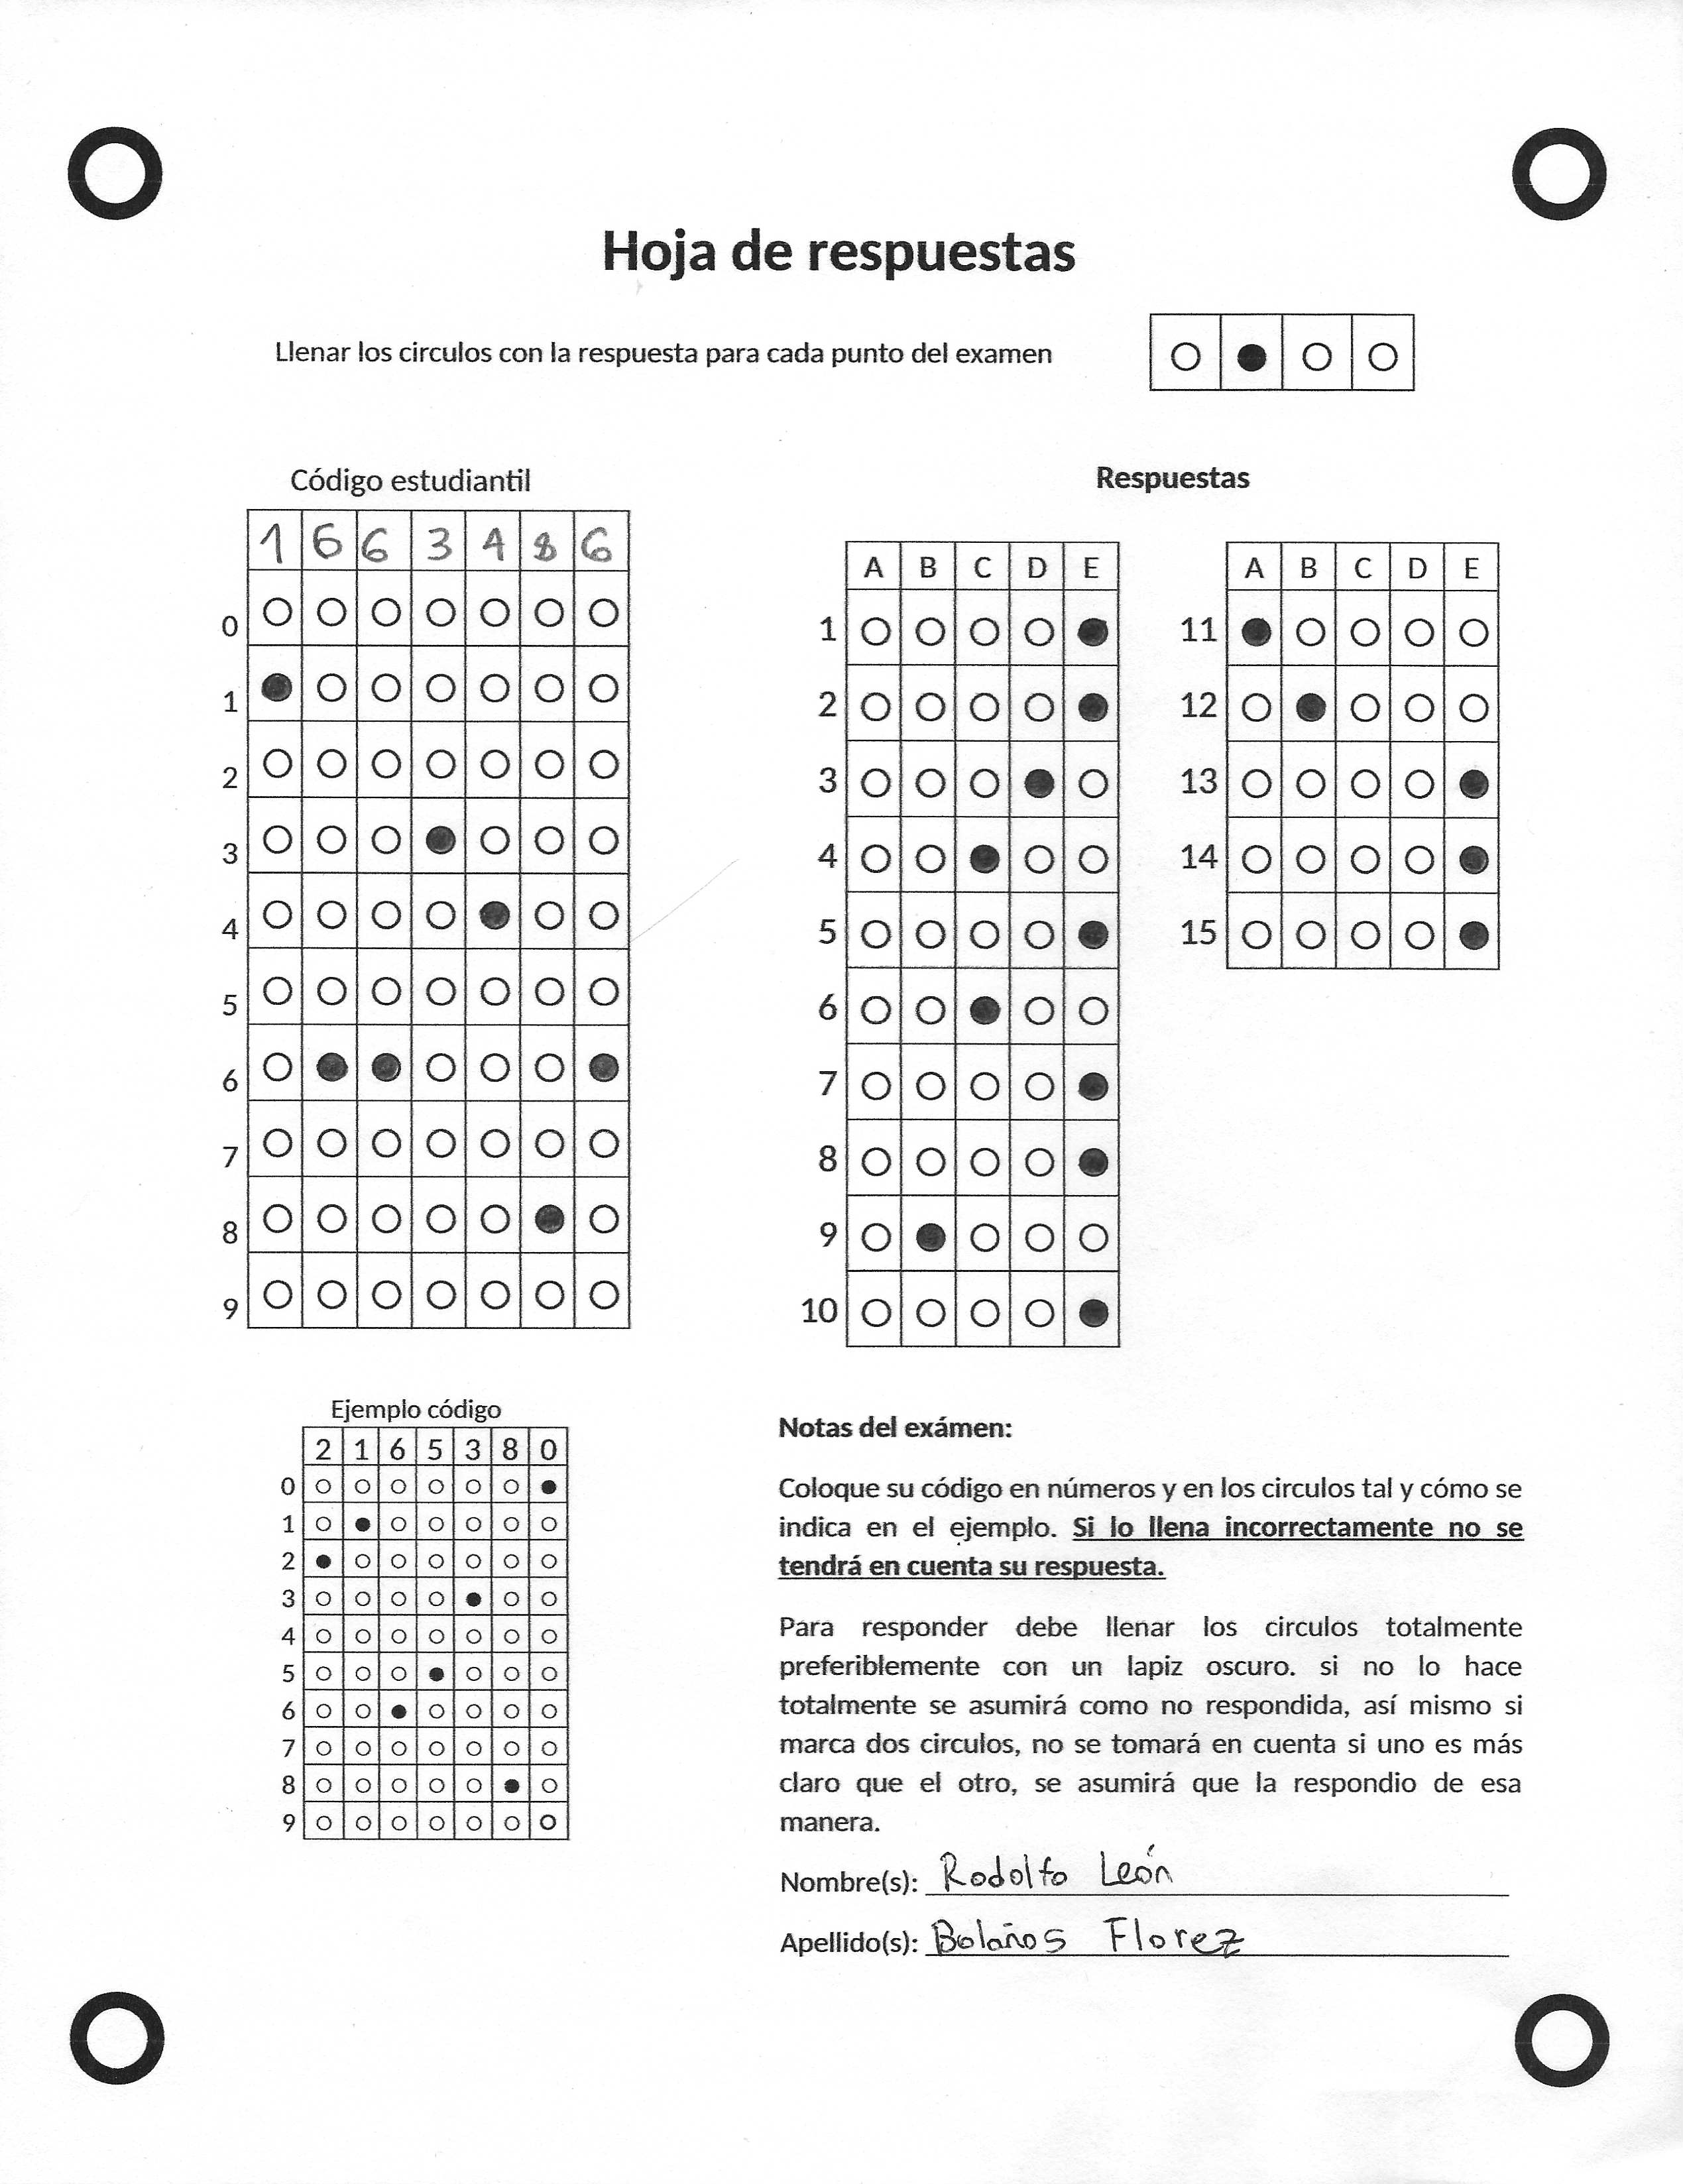 Hoja de respuestas
Llenar los circulos con la respuesta para cada punto del examen
Código estudiantil
1 6 6 3 4 8 6
0
1
2
3
4
5
6
7
8
9
Respuestas
A B C D E
1
2
3
4
5
6
7
8
9
10
A B C D E
11
12
13
14
15
Ejemplo código
2 1 6 5 3 8 0
0
1
2
3
4
5
6
7
8
9
Notas del exámen:
Coloque su código en números y en los circulos tal y cómo se
indica en el ejemplo. Si lo llena incorrectamente no se
tendrá en cuenta su respuesta.
Para responder debe llenar los circulos totalmente
preferiblemente con un lapiz oscuro. si no lo hace
totalmente se asumirá como no respondida, así mismo si
marca dos circulos, no se tomará en cuenta si uno es más
claro que el otro, se asumirá que la respondio de esa
manera.
Nombre(s): Rodolfo León
Apellido(s): Bolaños Florez